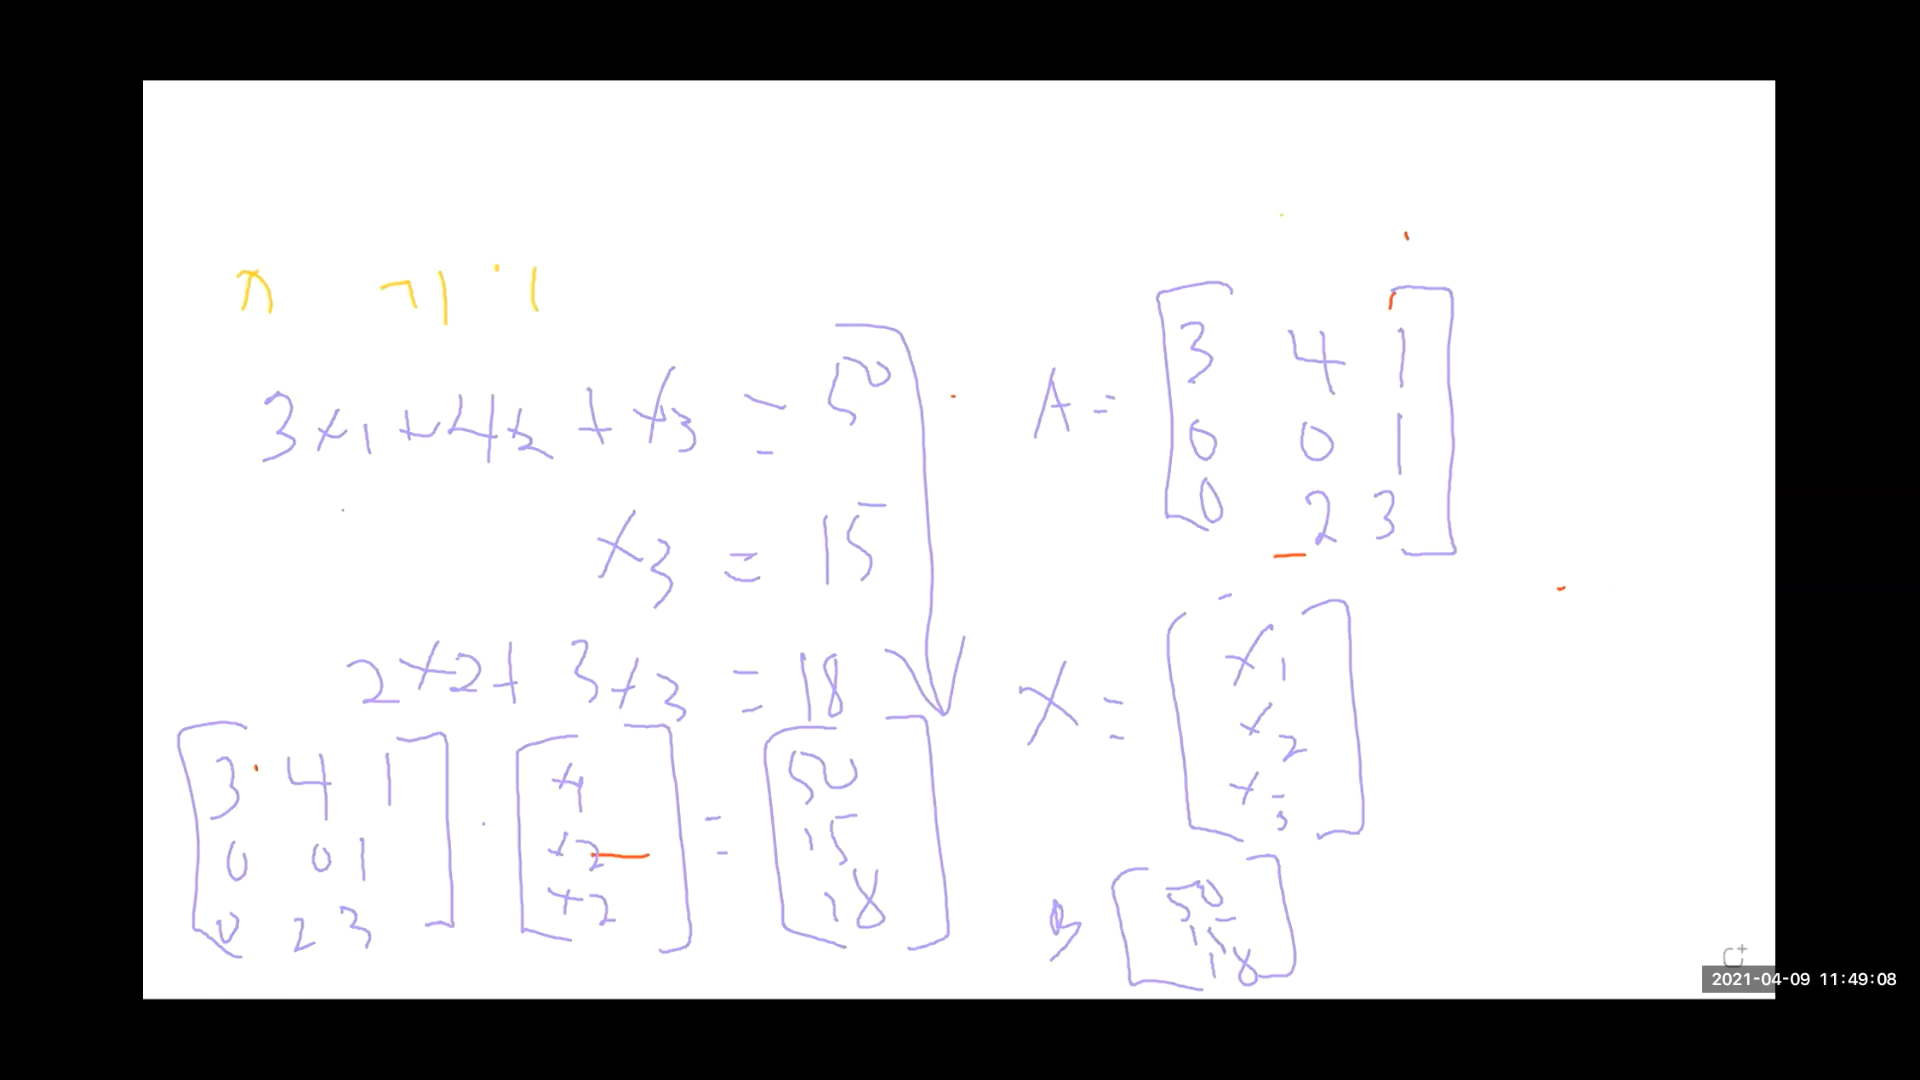 3x1 + 4x2 + x3 = 50
x3 = 15
2x2 + 3x3 = 18
[3 4 1] · [x1] = [50]
[0 0 1] [x2] [15]
[0 2 3] [x2] [18]
A = [3 4 1]
[0 0 1]
[0 2 3]
X = [x1]
[x2]
[x3]
B [50]
[15]
[18]
2021-04-09 11:49:08